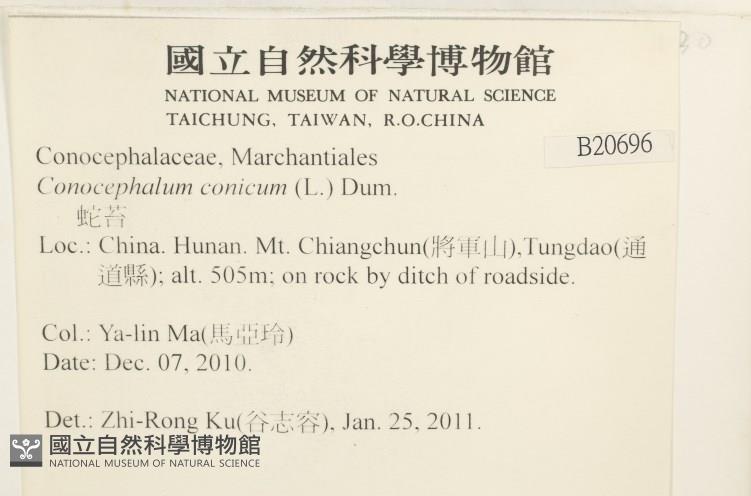 國立自然科學博物館
NATIONAL MUSEUM OF NATURAL SCIENCE
TAICHUNG, TAIWAN, R.O.CHINA
B20696
Conocephalaceae, Marchantiales
Conocephalum conicum (L.) Dum.
蛇苔
Loc.: China. Hunan. Mt. Chiangchun(將軍山),Tungdao(通
道縣); alt. 505m; on rock by ditch of roadside.
Col.: Ya-lin Ma(馬亞玲)
Date: Dec. 07, 2010.
Det.: Zhi-Rong Ku(谷志容), Jan. 25, 2011.
國立自然科學博物館
NATIONAL MUSEUM OF NATURAL SCIENCE